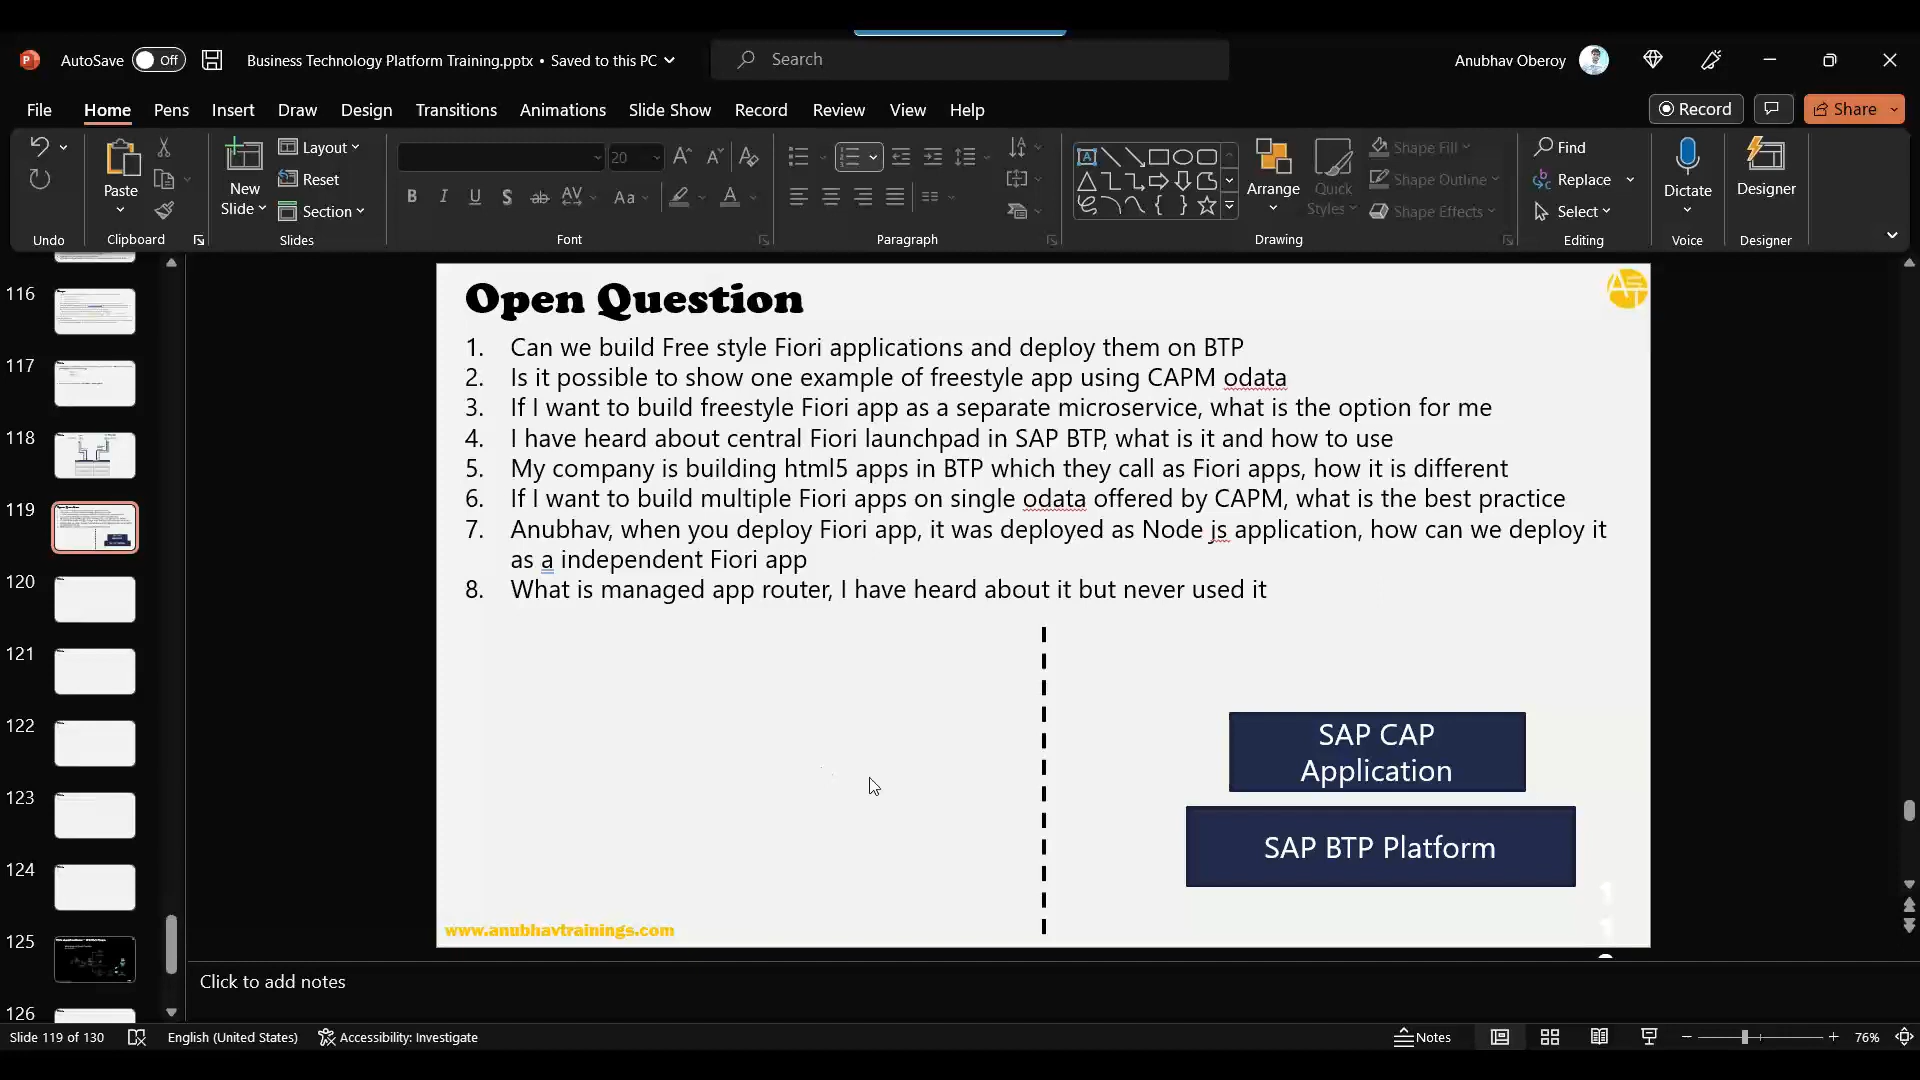 AutoSave Off Business Technology Platform Training.pptx • Saved to this PC Search Anubhav Oberoy
File Home Pens Insert Draw Design Transitions Animations Slide Show Record Review View Help Record Share
Paste New Slide Layout Reset Section 20 Aa Arrange Quick Styles Shape Fill Shape Outline Shape Effects Find Replace Select Dictate Designer
Undo Clipboard Slides Font Paragraph Drawing Editing Voice Designer
116
117
118
119
120
121
122
123
124
125
126
Open Question
1. Can we build Free style Fiori applications and deploy them on BTP
2. Is it possible to show one example of freestyle app using CAPM odata
3. If I want to build freestyle Fiori app as a separate microservice, what is the option for me
4. I have heard about central Fiori launchpad in SAP BTP, what is it and how to use
5. My company is building html5 apps in BTP which they call as Fiori apps, how it is different
6. If I want to build multiple Fiori apps on single odata offered by CAPM, what is the best practice
7. Anubhav, when you deploy Fiori app, it was deployed as Node js application, how can we deploy it
as a independent Fiori app
8. What is managed app router, I have heard about it but never used it
SAP CAP
Application
SAP BTP Platform
www.anubhavtrainings.com
Click to add notes
Slide 119 of 130 English (United States) Accessibility: Investigate Notes 76%